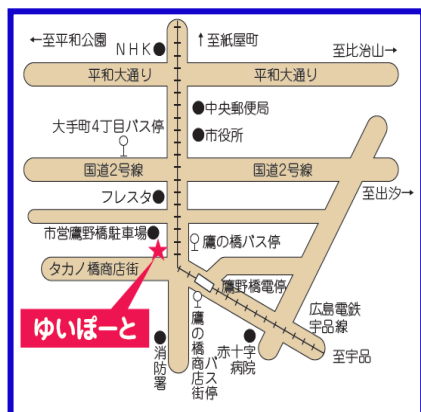 ←至平和公園
NHK
↑至紙屋町
至比治山→
平和大通り
平和大通り
中央郵便局
大手町4丁目バス停
市役所
国道2号線
国道2号線
フレスタ
至出汐→
市営鷹野橋駐車場
鷹の橋バス停
タカノ橋商店街
鷹野橋電停
ゆいぽーと
広島電鉄
宇品線
鷹の橋商店街
バス停
消防署
赤十字
病院
至宇品